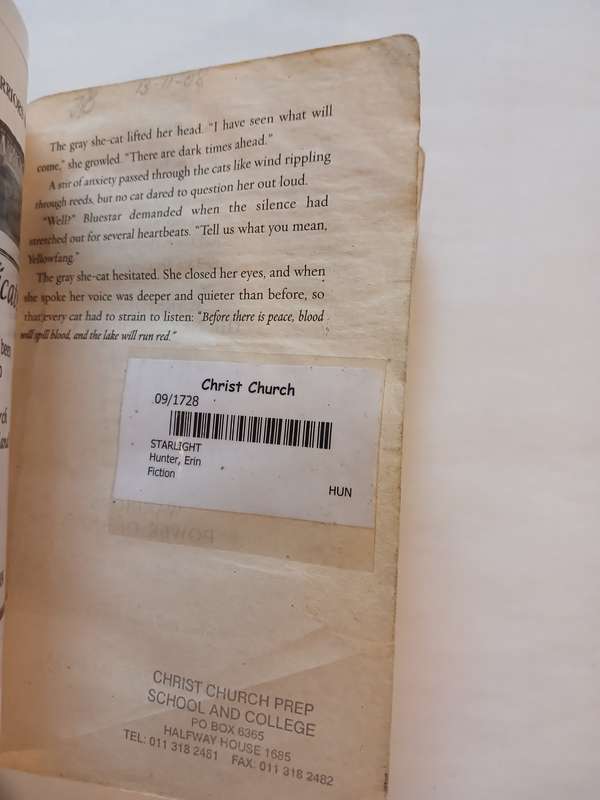 38 13-11-08
The gray she-cat lifted her head. “I have seen what will
come,” she growled. “There are dark times ahead.”
A stir of anxiety passed through the cats like wind rippling
through reeds, but no cat dared to question her out loud.
“Well?” Bluestar demanded when the silence had
stretched out for several heartbeats. “Tell us what you mean,
Yellowfang.”
The gray she-cat hesitated. She closed her eyes, and when
she spoke her voice was deeper and quieter than before, so
that every cat had to strain to listen: “Before there is peace, blood
will spill blood, and the lake will run red.”
Christ Church
09/1728
STARLIGHT
Hunter, Erin
Fiction
HUN
CHRIST CHURCH PREP
SCHOOL AND COLLEGE
PO BOX 6365
HALFWAY HOUSE 1685
TEL: 011 318 2481 FAX: 011 318 2482